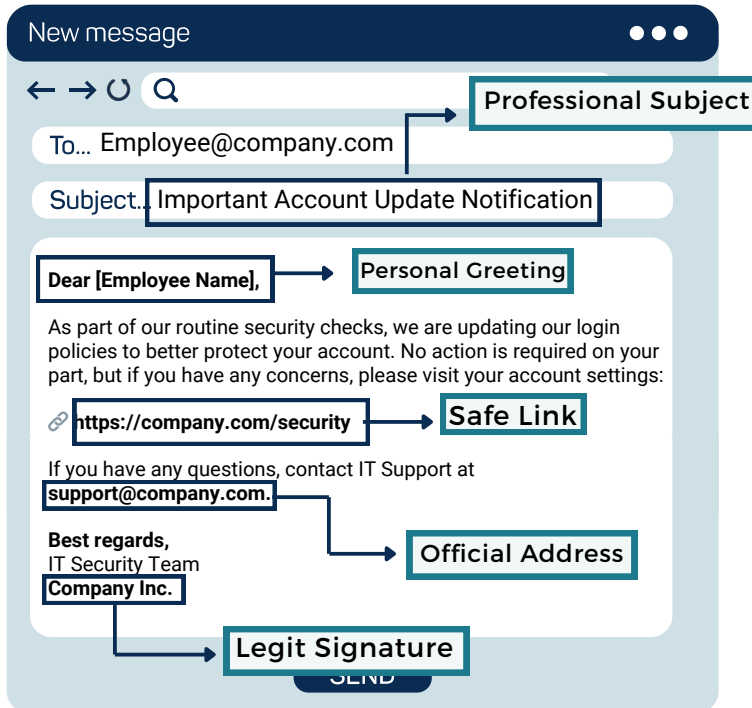 New message
Professional Subject
To... Employee@company.com
Subject... Important Account Update Notification
Dear [Employee Name],
Personal Greeting
As part of our routine security checks, we are updating our login
policies to better protect your account. No action is required on your
part, but if you have any concerns, please visit your account settings:
https://company.com/security
Safe Link
If you have any questions, contact IT Support at
support@company.com.
Official Address
Best regards,
IT Security Team
Company Inc.
Legit Signature
SEND